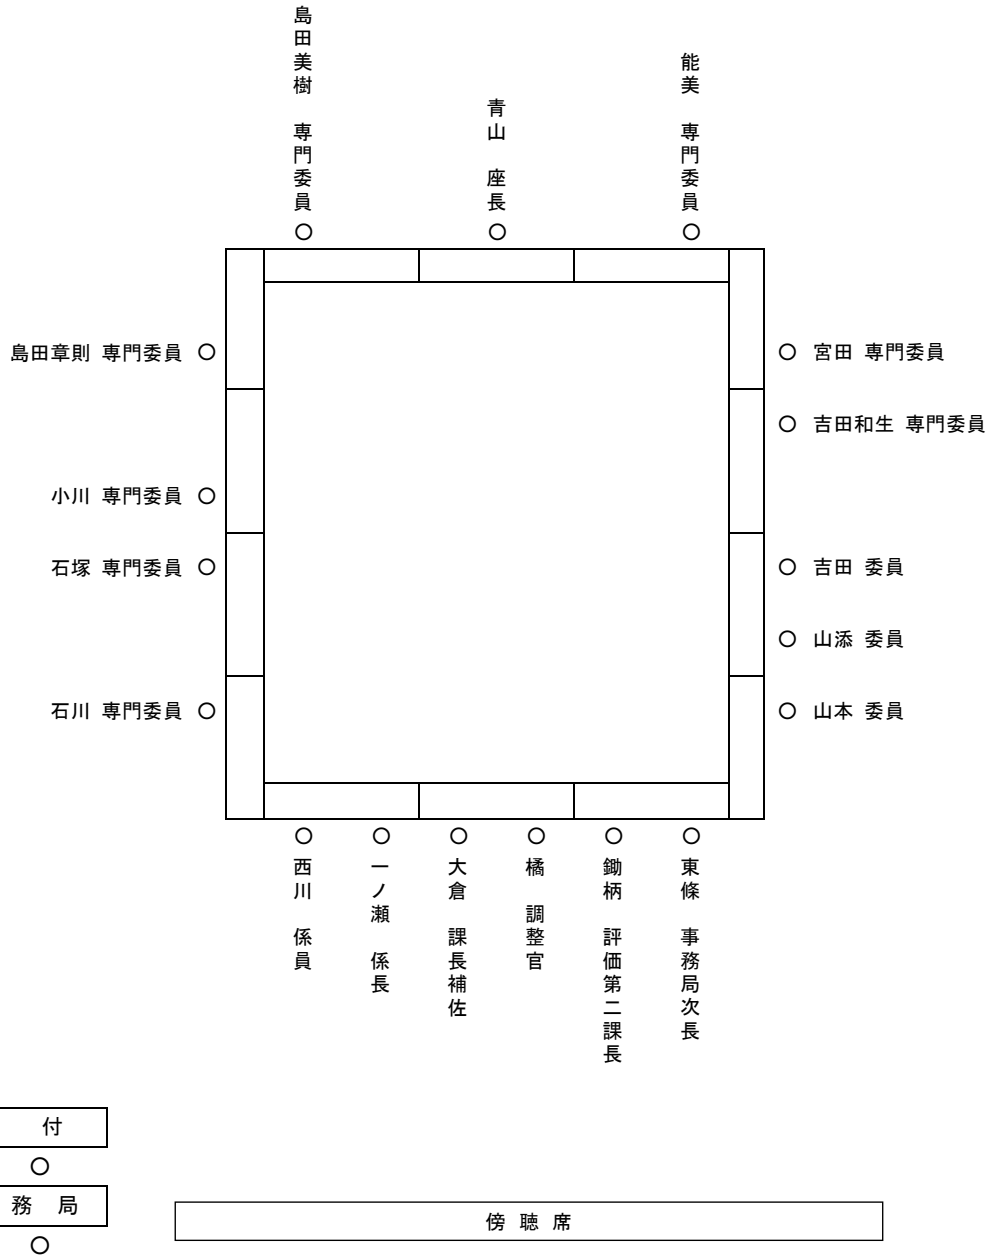 島田美樹 専門委員
青山 座長
能美 専門委員
島田章則 専門委員
小川 専門委員
石塚 専門委員
石川 専門委員
宮田 専門委員
吉田和生 専門委員
吉田 委員
山添 委員
山本 委員
西川 係員
一ノ瀬 係長
大倉 課長補佐
橘 調整官
鋤柄 評価第二課長
東條 事務局次長
付
務 局
傍 聴 席